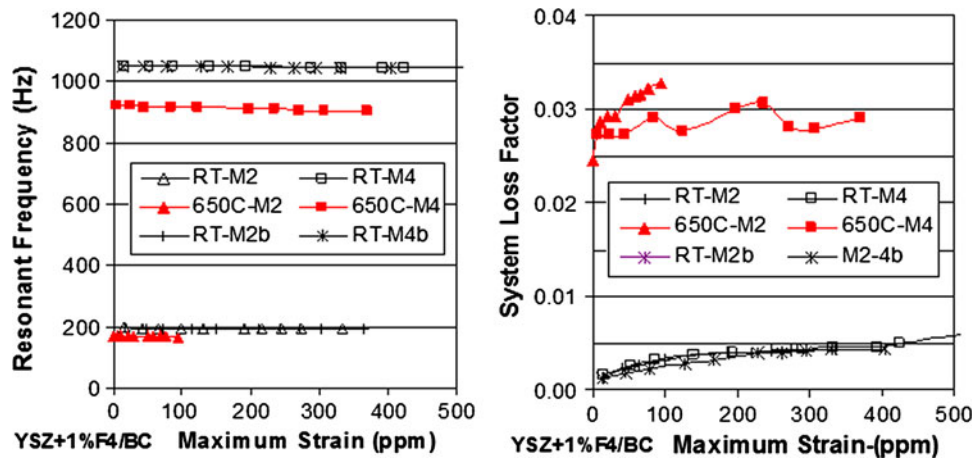 Resonant Frequency (Hz)
1200
1000
800
600
400
200
0
RT-M2
RT-M4
650C-M2
650C-M4
RT-M2b
RT-M4b
0
100
200
300
400
500
YSZ+1%F4/BC
Maximum Strain (ppm)
System Loss Factor
0.04
0.03
0.02
0.01
0.00
RT-M2
RT-M4
650C-M2
650C-M4
RT-M2b
M2-4b
0
100
200
300
400
500
YSZ+1%F4/BC
Maximum Strain-(ppm)